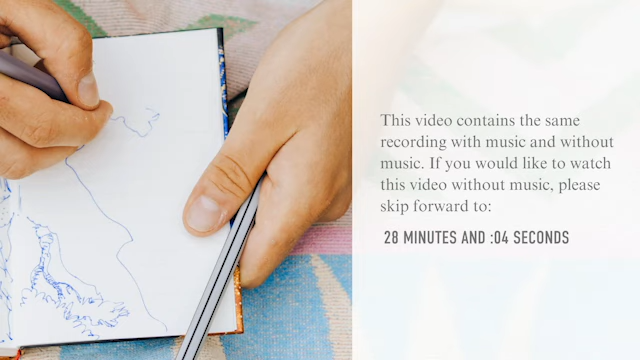 This video contains the same
recording with music and without
music. If you would like to watch
this video without music, please
skip forward to:
28 MINUTES AND :04 SECONDS